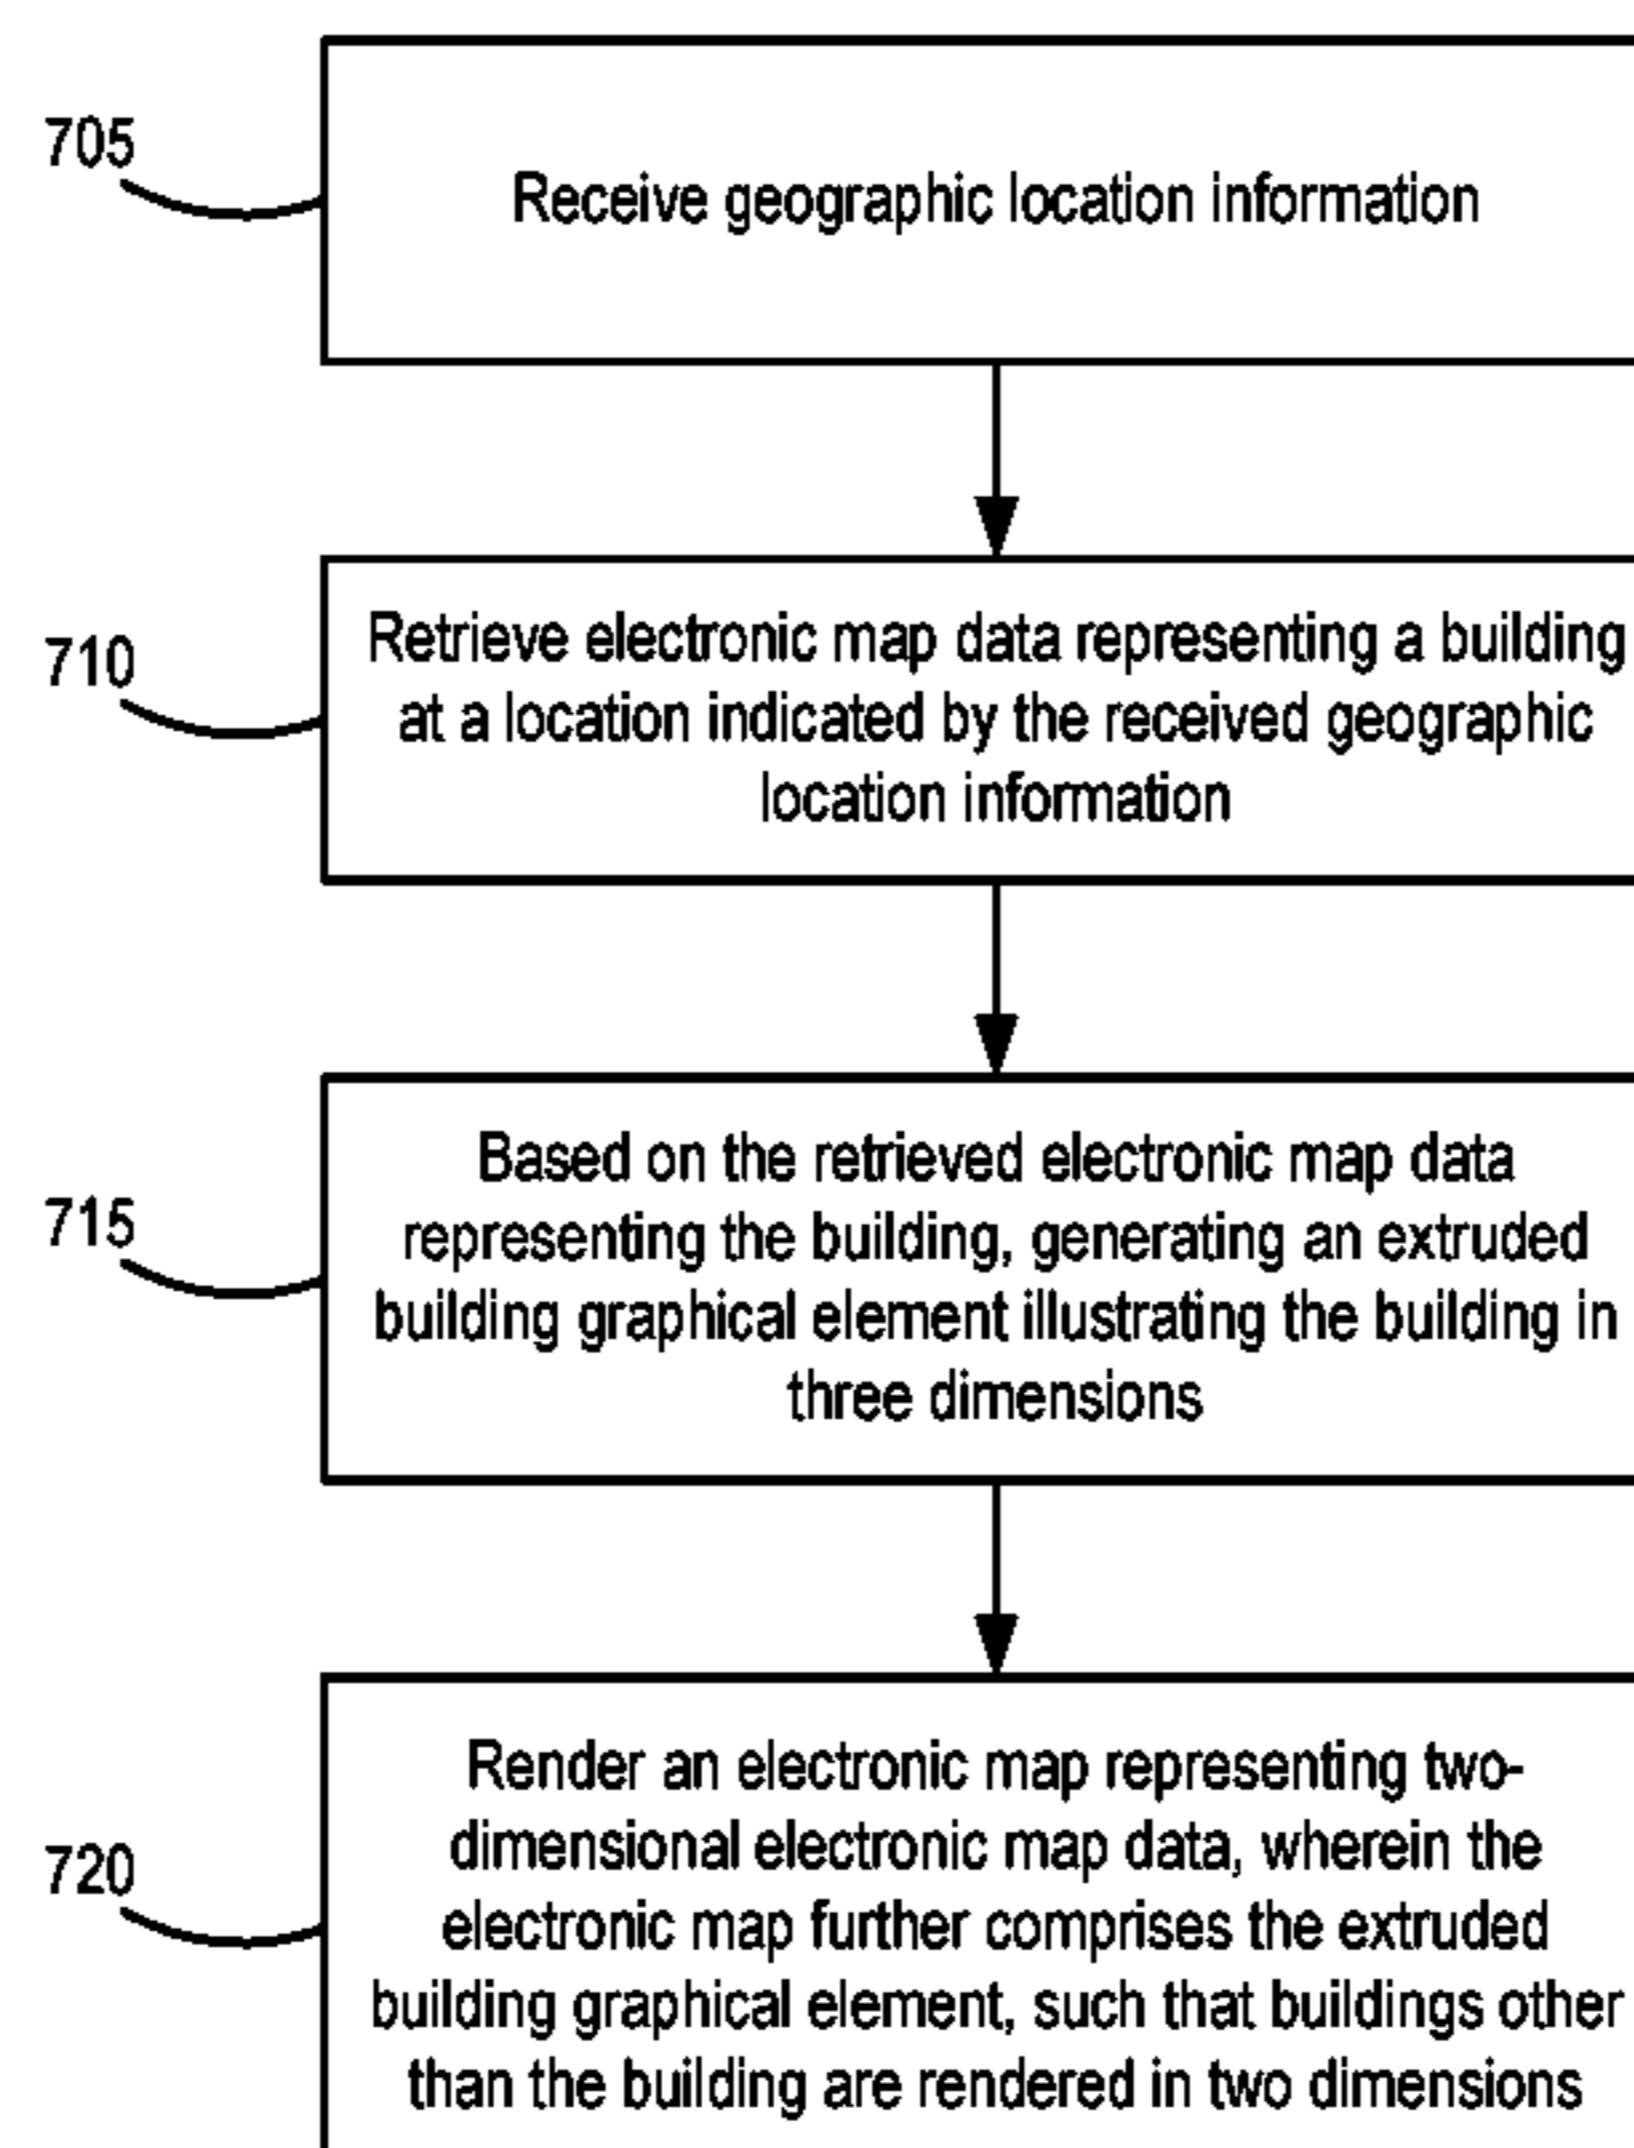 705
Receive geographic location information
710
Retrieve electronic map data representing a building
at a location indicated by the received geographic
location information
715
Based on the retrieved electronic map data
representing the building, generating an extruded
building graphical element illustrating the building in
three dimensions
720
Render an electronic map representing two-
dimensional electronic map data, wherein the
electronic map further comprises the extruded
building graphical element, such that buildings other
than the building are rendered in two dimensions